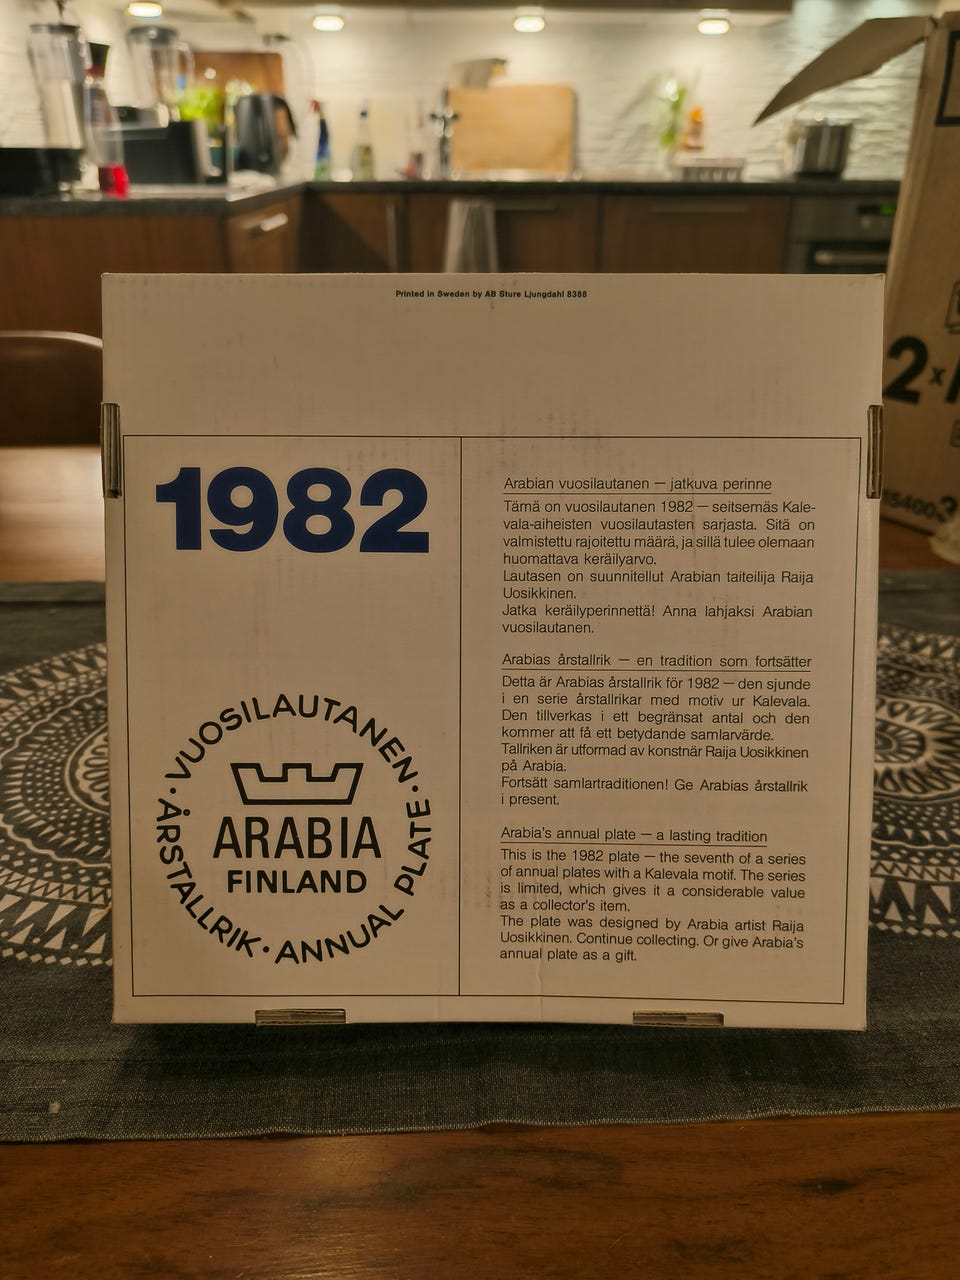 Printed in Sweden by AB Sture Ljungdahl 8388
1982
VUOSILAUTANEN · ANNUAL PLATE · ÅRSTALLRIK ·
ARABIA
FINLAND
Arabian vuosilautanen — jatkuva perinne
Tämä on vuosilautanen 1982 — seitsemäs Kale-
vala-aiheisten vuosilautasten sarjasta. Sitä on
valmistettu rajoitettu määrä, ja sillä tulee olemaan
huomattava keräilyarvo.
Lautasen on suunnitellut Arabian taiteilija Raija
Uosikkinen.
Jatka keräilyperinnettä! Anna lahjaksi Arabian
vuosilautanen.
Arabias årstallrik — en tradition som fortsätter
Detta är Arabias årstallrik för 1982 — den sjunde
i en serie årstallrikar med motiv ur Kalevala.
Den tillverkas i ett begränsat antal och den
kommer att få ett betydande samlarvärde.
Tallriken är utformad av konstnär Raija Uosikkinen
på Arabia.
Fortsätt samlartraditionen! Ge Arabias årstallrik
i present.
Arabia's annual plate — a lasting tradition
This is the 1982 plate — the seventh of a series
of annual plates with a Kalevala motif. The series
is limited, which gives it a considerable value
as a collector's item.
The plate was designed by Arabia artist Raija
Uosikkinen. Continue collecting. Or give Arabia's
annual plate as a gift.
2x